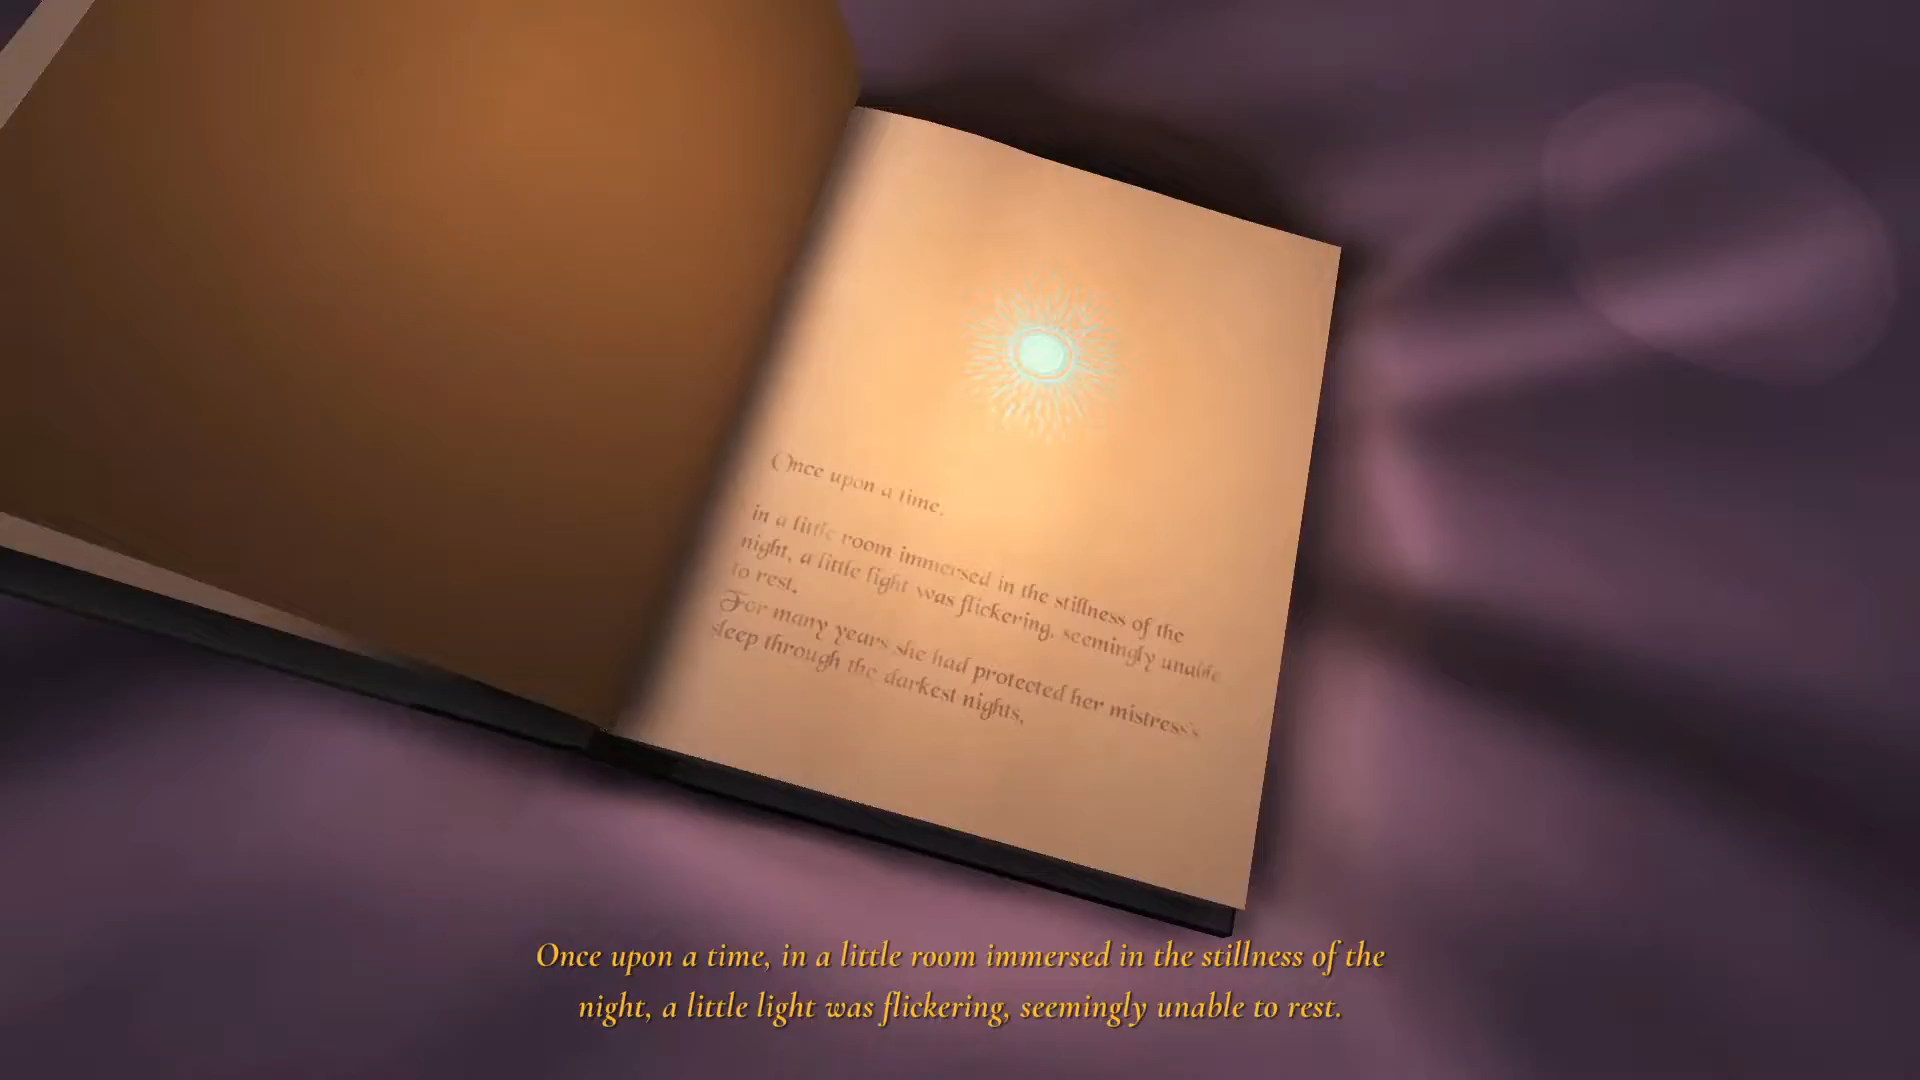 Once upon a time,
in a little room immersed in the stillness of the
night, a little light was flickering, seemingly unable
to rest.
For many years she had protected her mistress's
sleep through the darkest nights,
Once upon a time, in a little room immersed in the stillness of the
night, a little light was flickering, seemingly unable to rest.